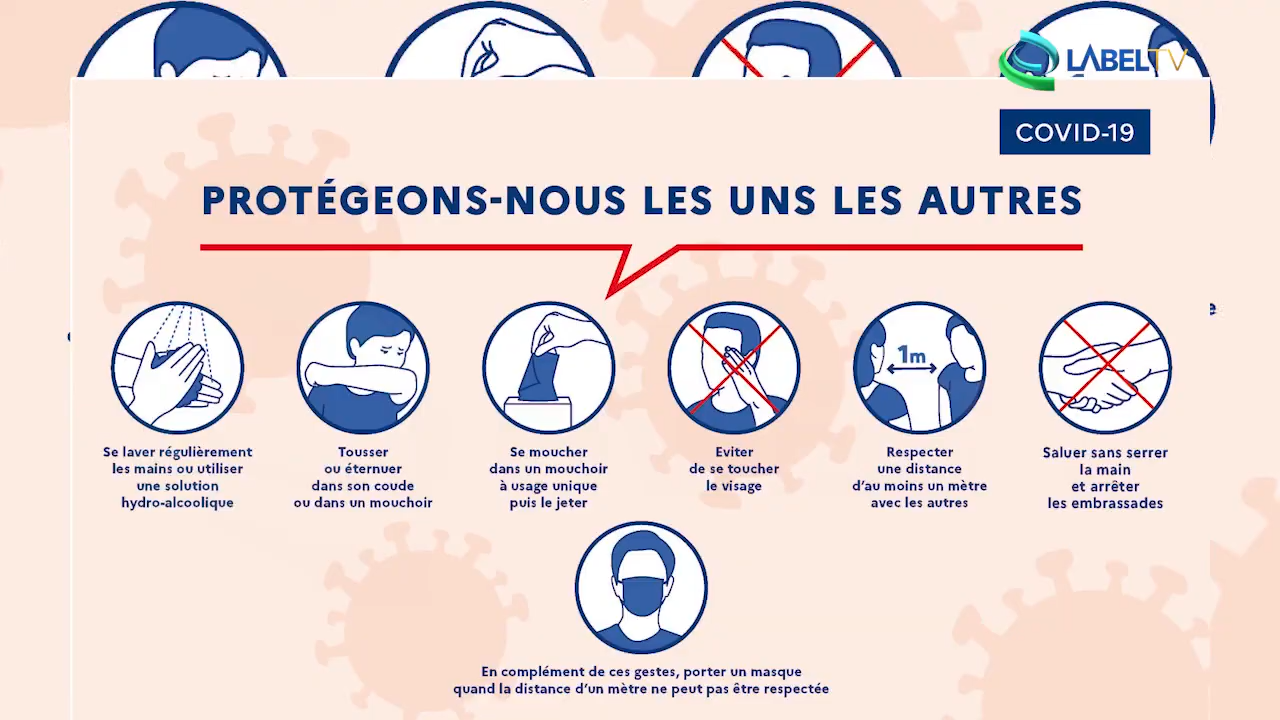 LABEL TV
COVID-19
PROTÉGEONS-NOUS LES UNS LES AUTRES
1m
Se laver régulièrement
les mains ou utiliser
une solution
hydro-alcoolique
Tousser
ou éternuer
dans son coude
ou dans un mouchoir
Se moucher
dans un mouchoir
à usage unique
puis le jeter
Eviter
de se toucher
le visage
Respecter
une distance
d'au moins un mètre
avec les autres
Saluer sans serrer
la main
et arrêter
les embrassades
En complément de ces gestes, porter un masque
quand la distance d'un mètre ne peut pas être respectée